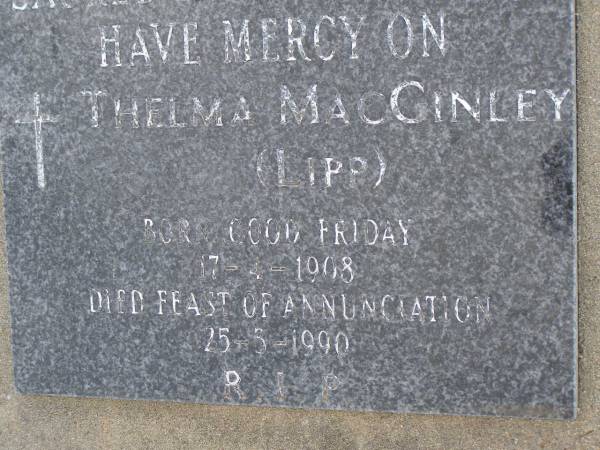 SACRED
HAVE MERCY ON
THELMA MACGINLEY
(LIPP)
BORN GOOD FRIDAY
17-4-1908
DIED FEAST OF ANNUNCIATION
25-3-1990
R.I.P